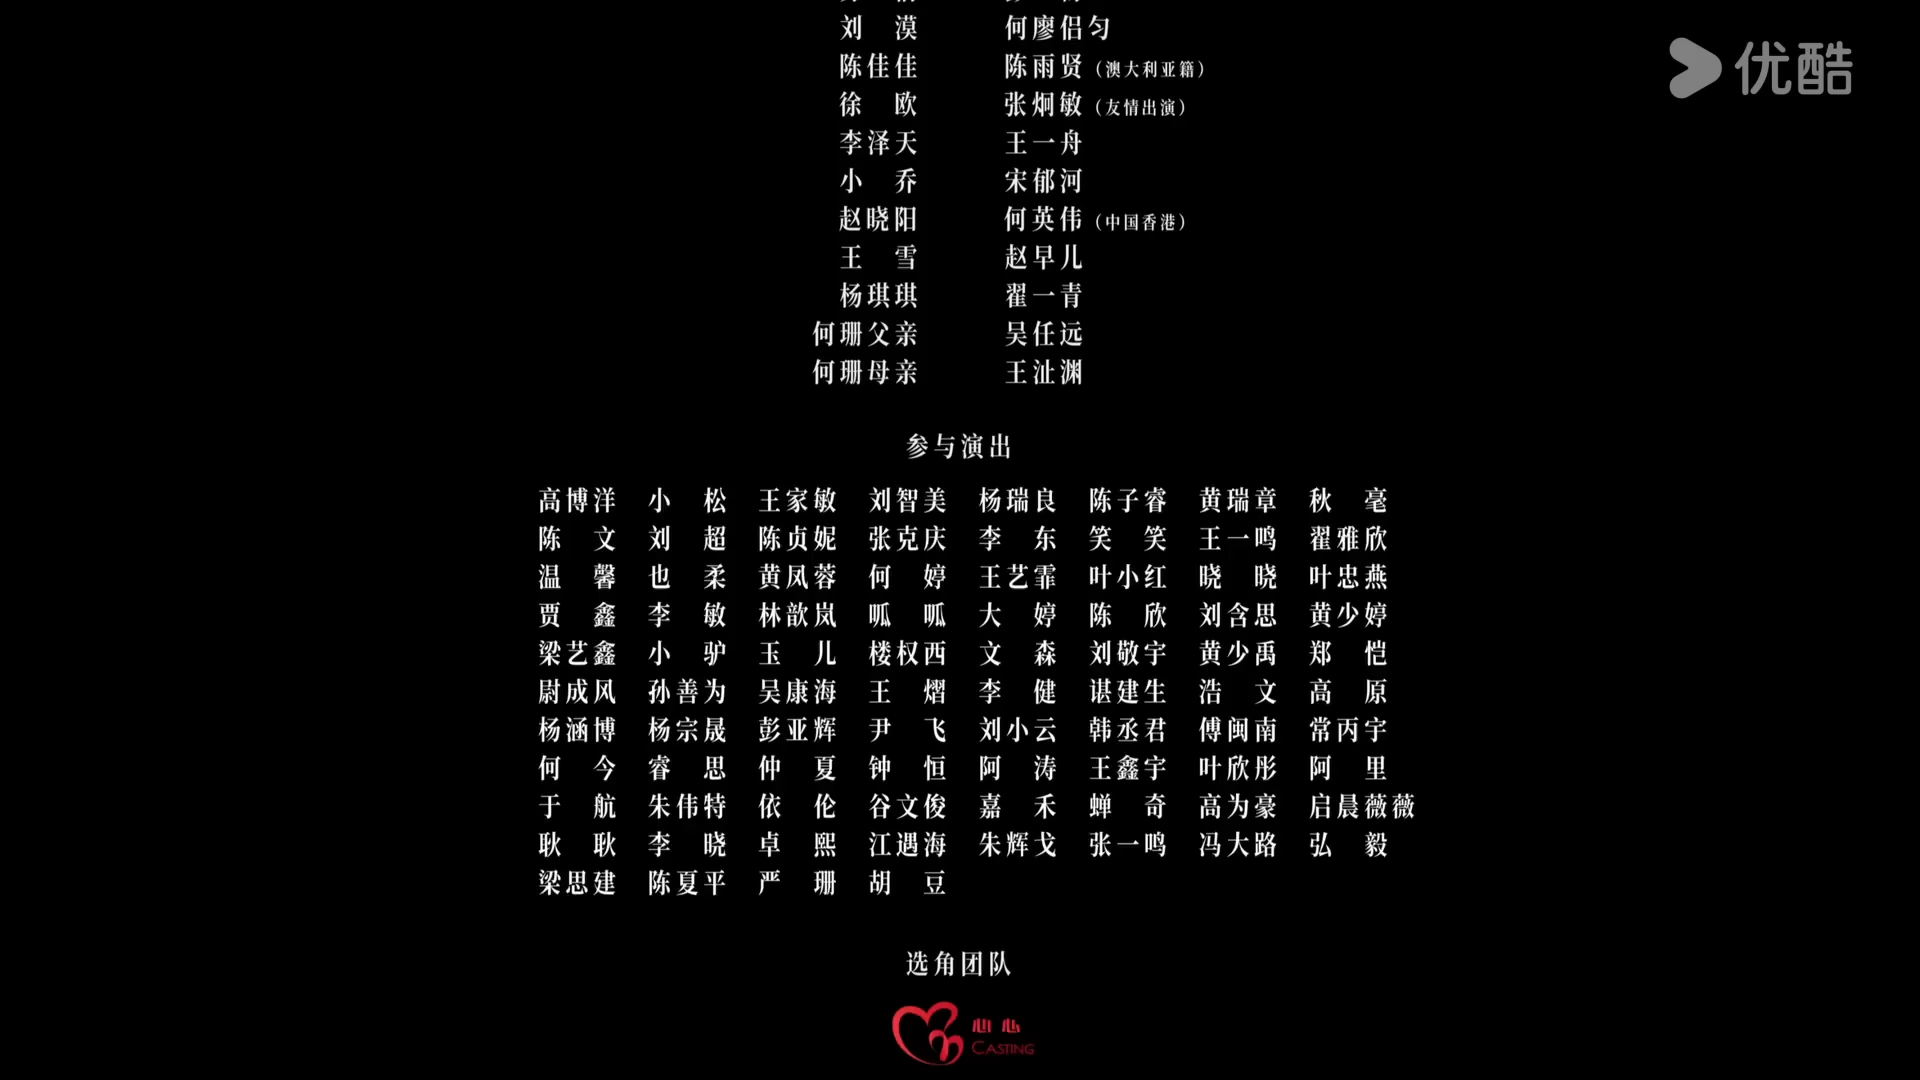 刘漠 何廖侣匀
优酷
陈佳佳 陈雨贤（澳大利亚籍）
徐欧 张炯敏（友情出演）
李泽天 王一舟
小乔 宋郁河
赵晓阳 何英伟（中国香港）
王雪 赵早儿
杨琪琪 翟一青
何珊父亲 吴任远
何珊母亲 王沚渊
参与演出
高博洋 小松 王家敏 刘智美 杨瑞良 陈子睿 黄瑞章 秋毫
陈文 刘超 陈贞妮 张克庆 李东 笑笑 王一鸣 翟雅欣
温馨 也柔 黄凤蓉 何婷 王艺霏 叶小红 晓晓 叶忠燕
贾鑫 李敏 林歆岚 呱呱 大婷 陈欣 刘含思 黄少婷
梁艺鑫 小驴 玉儿 楼权西 文森 刘敬宇 黄少禹 郑恺
尉成风 孙善为 吴康海 王熠 李健 谌建生 浩文 高原
杨涵博 杨宗晟 彭亚辉 尹飞 刘小云 韩丞君 傅闽南 常丙宇
何今 睿思 仲夏 钟恒 阿涛 王鑫宇 叶欣彤 阿里
于航 朱伟特 依伦 谷文俊 嘉禾 蝉奇 高为豪 启晨薇薇
耿耿 李晓 卓熙 江遇海 朱辉戈 张一鸣 冯大路 弘毅
梁思建 陈夏平 严珊 胡豆
选角团队
心心
CASTING